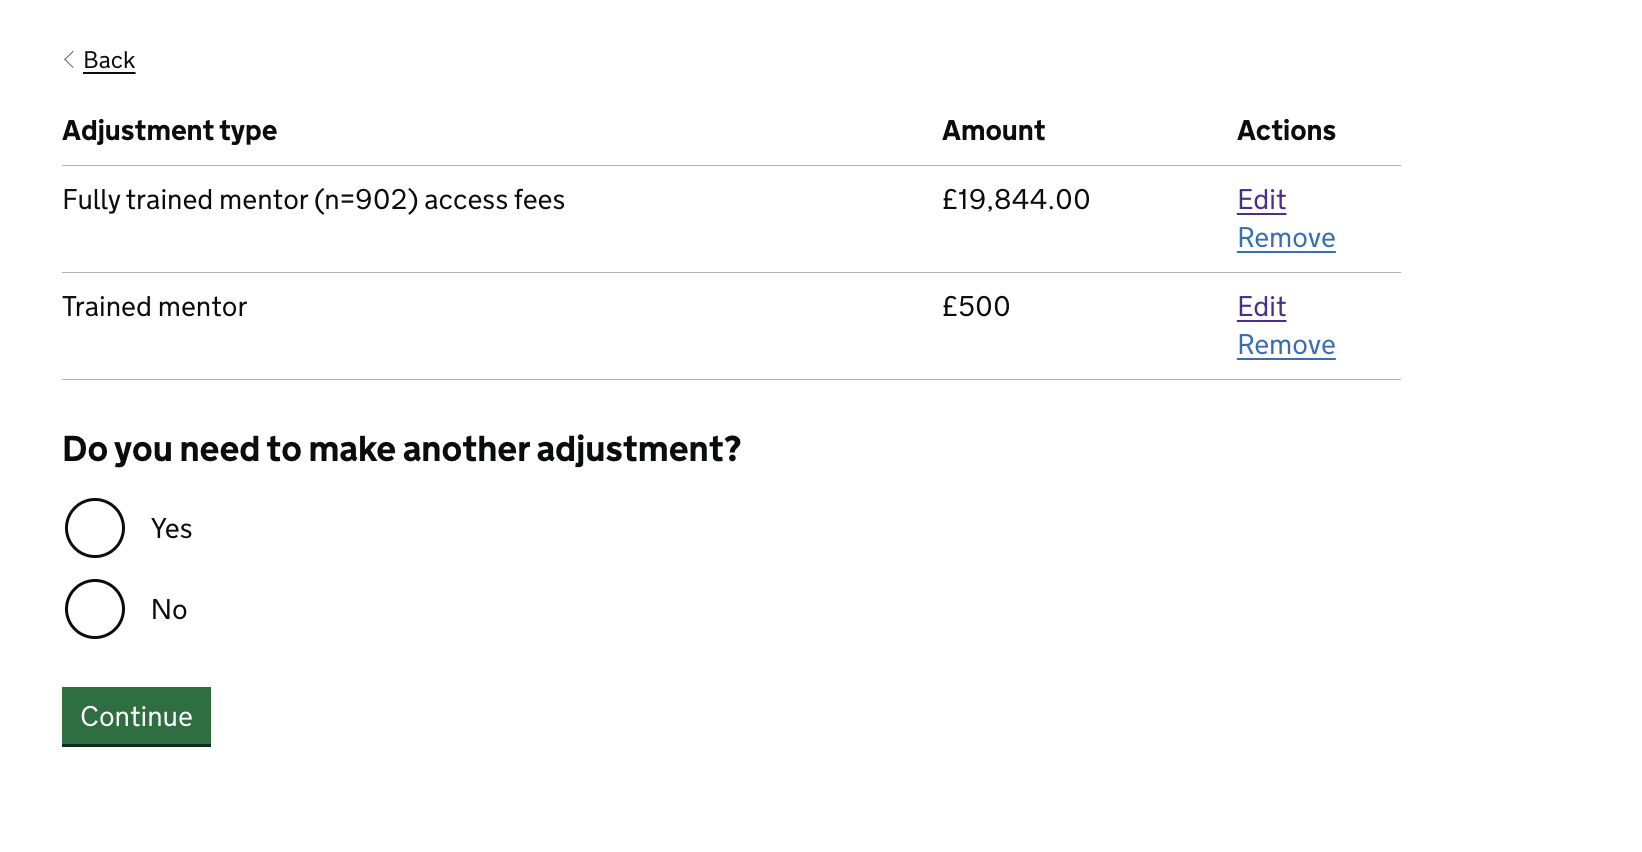 Back
Adjustment type Amount Actions
Fully trained mentor (n=902) access fees £19,844.00 Edit
Remove
Trained mentor £500 Edit
Remove
Do you need to make another adjustment?
Yes
No
Continue